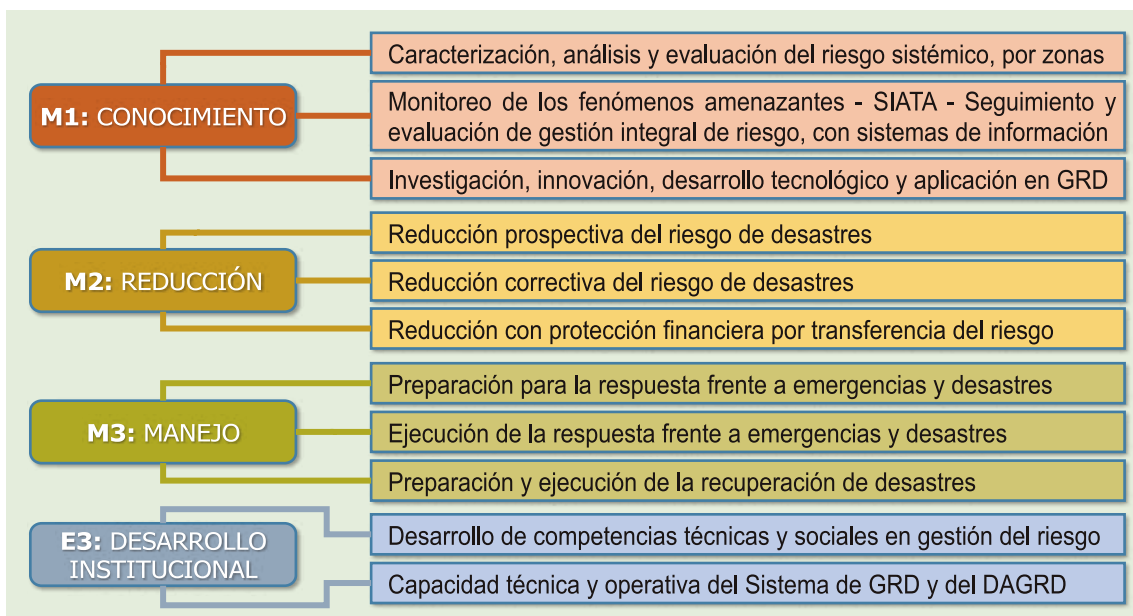 M1: CONOCIMIENTO
Caracterización, análisis y evaluación del riesgo sistémico, por zonas
Monitoreo de los fenómenos amenazantes - SIATA - Seguimiento y
evaluación de gestión integral de riesgo, con sistemas de información
Investigación, innovación, desarrollo tecnológico y aplicación en GRD
M2: REDUCCIÓN
Reducción prospectiva del riesgo de desastres
Reducción correctiva del riesgo de desastres
Reducción con protección financiera por transferencia del riesgo
M3: MANEJO
Preparación para la respuesta frente a emergencias y desastres
Ejecución de la respuesta frente a emergencias y desastres
Preparación y ejecución de la recuperación de desastres
E3: DESARROLLO
INSTITUCIONAL
Desarrollo de competencias técnicas y sociales en gestión del riesgo
Capacidad técnica y operativa del Sistema de GRD y del DAGRD